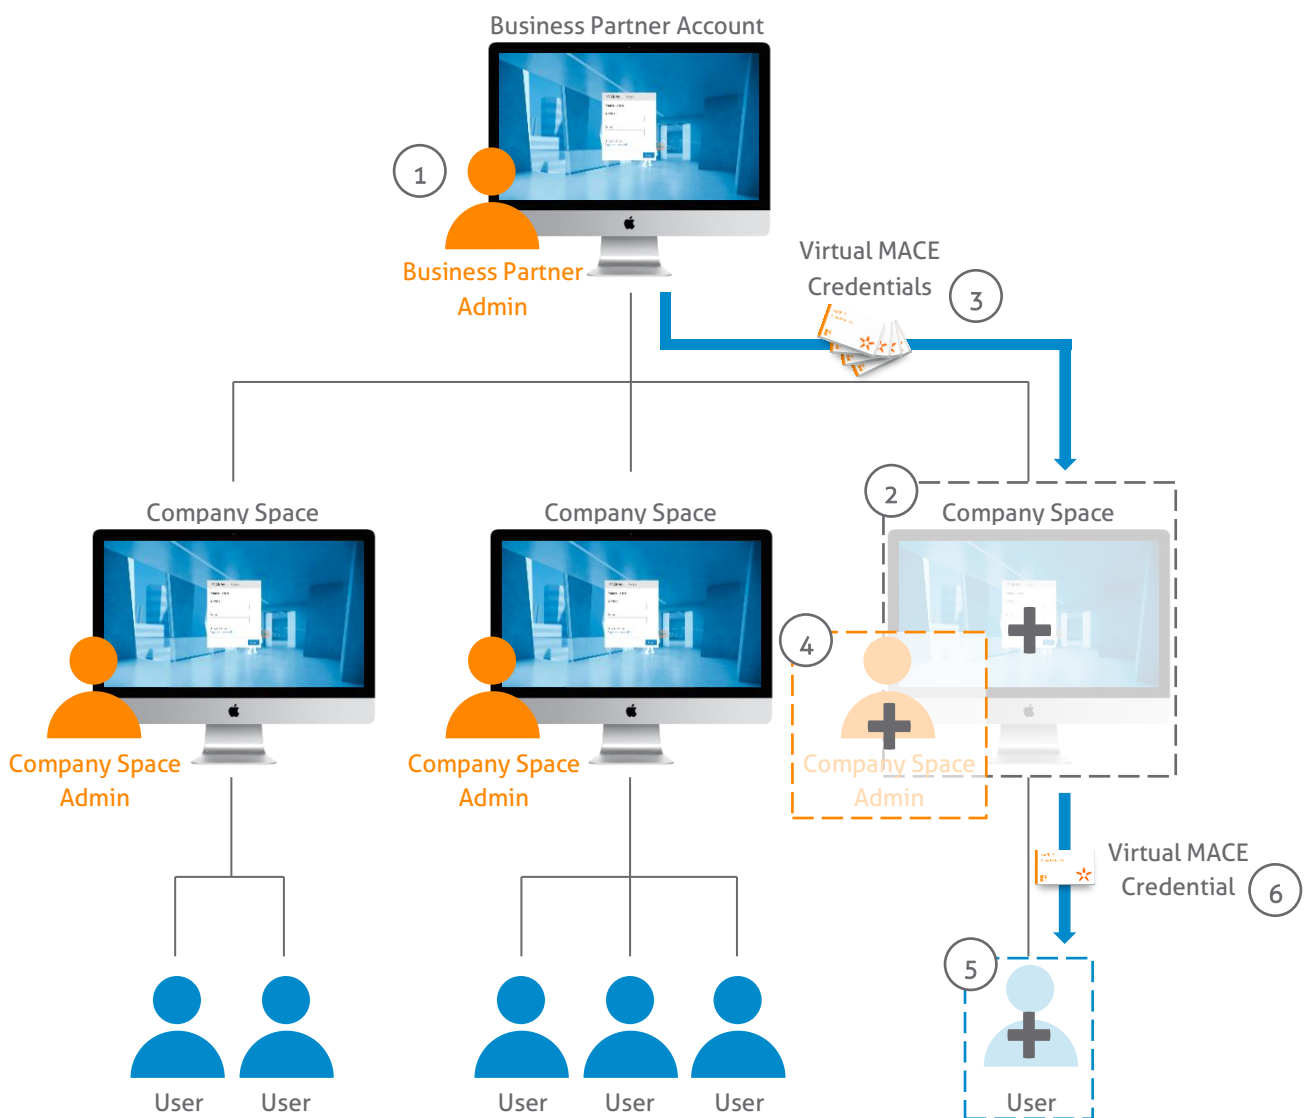 Business Partner Account
1
Business Partner
Admin
Virtual MACE
Credentials
3
Company Space
Company Space
2
Company Space
4
Company Space
Admin
Company Space
Admin
Company Space
Admin
Virtual MACE
Credential
6
5
User
User
User
User
User
User